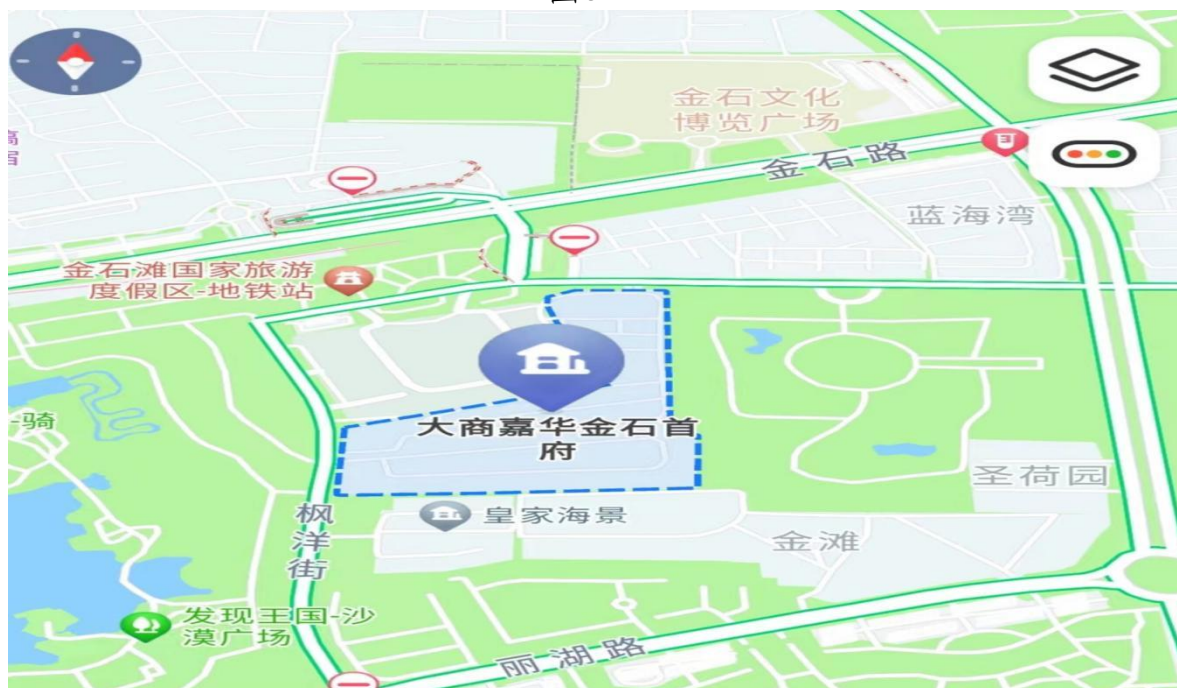 金石文化
博览广场
金石路
蓝海湾
金石滩国家旅游
度假区-地铁站
大商嘉华金石首
府
-骑
圣荷园
枫洋街
皇家海景
金滩
发现王国-沙
漠广场
丽湖路